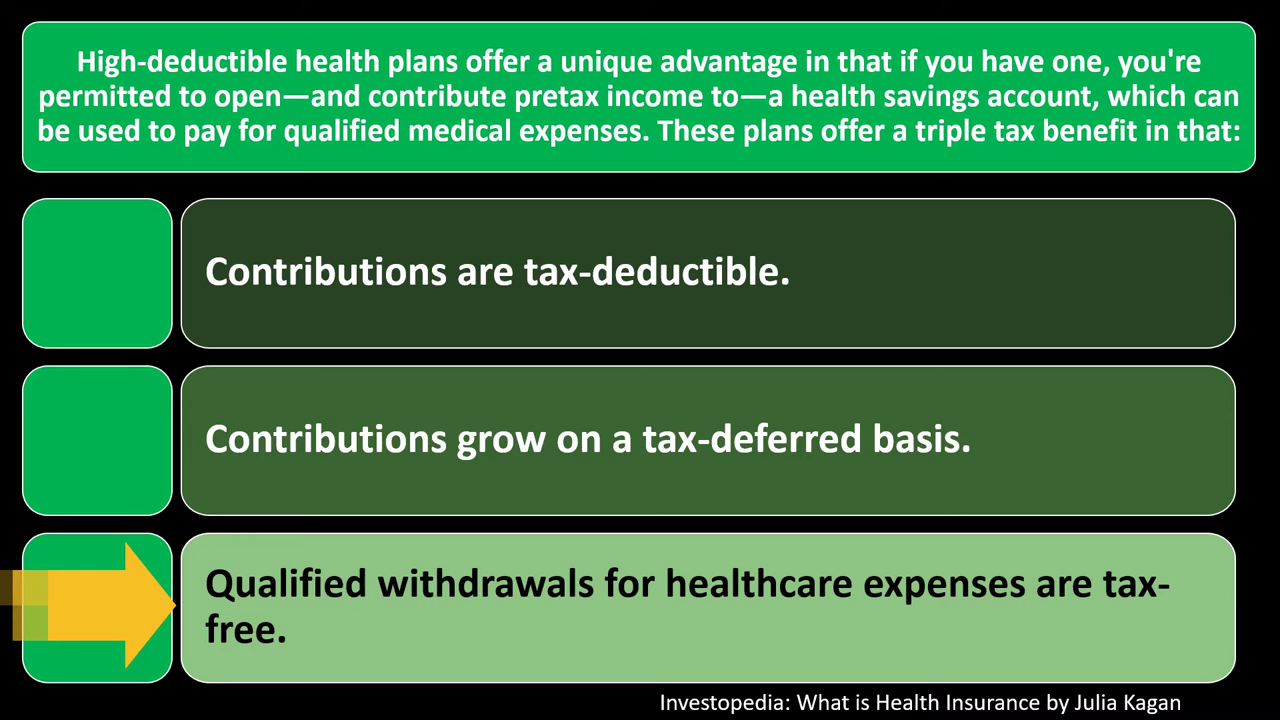 High-deductible health plans offer a unique advantage in that if you have one, you're
permitted to open—and contribute pretax income to—a health savings account, which can
be used to pay for qualified medical expenses. These plans offer a triple tax benefit in that:
Contributions are tax-deductible.
Contributions grow on a tax-deferred basis.
Qualified withdrawals for healthcare expenses are tax-
free.
Investopedia: What is Health Insurance by Julia Kagan